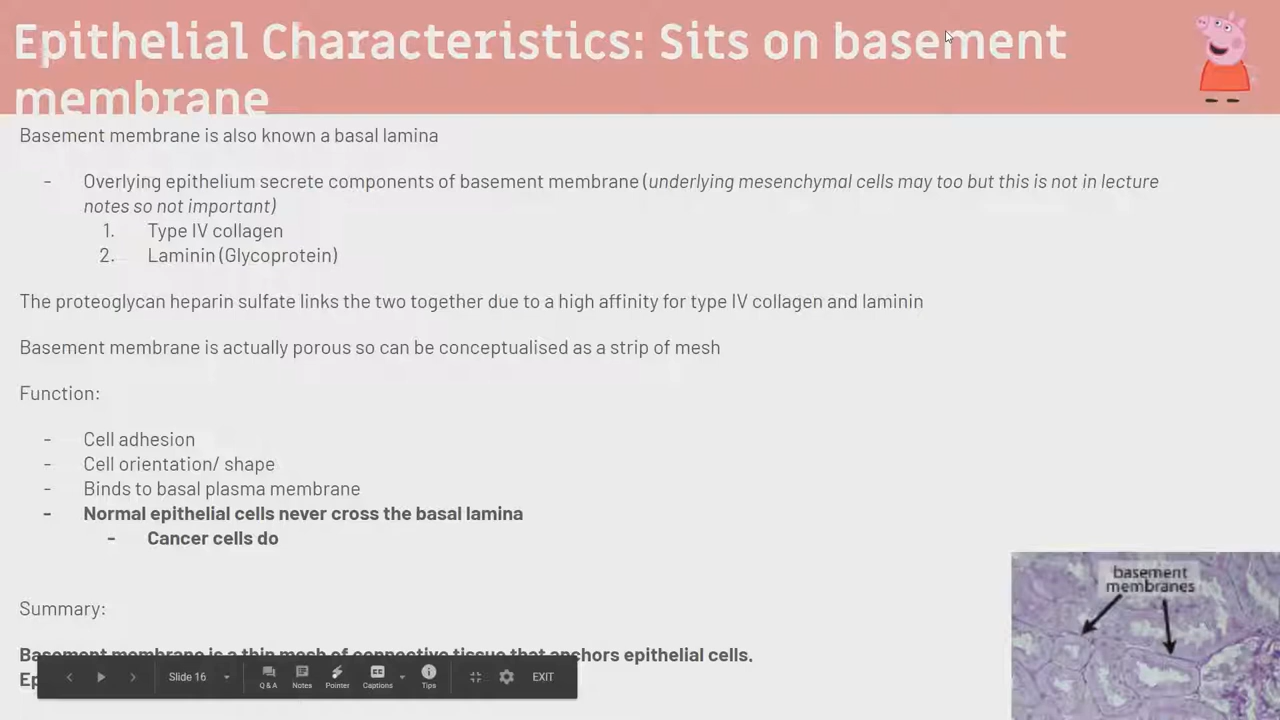 Epithelial Characteristics: Sits on basement
membrane
Basement membrane is also known a basal lamina
- Overlying epithelium secrete components of basement membrane (underlying mesenchymal cells may too but this is not in lecture
notes so not important)
1. Type IV collagen
2. Laminin (Glycoprotein)
The proteoglycan heparin sulfate links the two together due to a high affinity for type IV collagen and laminin
Basement membrane is actually porous so can be conceptualised as a strip of mesh
Function:
- Cell adhesion
- Cell orientation/ shape
- Binds to basal plasma membrane
- Normal epithelial cells never cross the basal lamina
- Cancer cells do
basement
membranes
Summary:
Basement membrane is a thin mesh of connective tissue that anchors epithelial cells.
Ep
Slide 16
Q & A Notes Pointer Captions Tips
EXIT